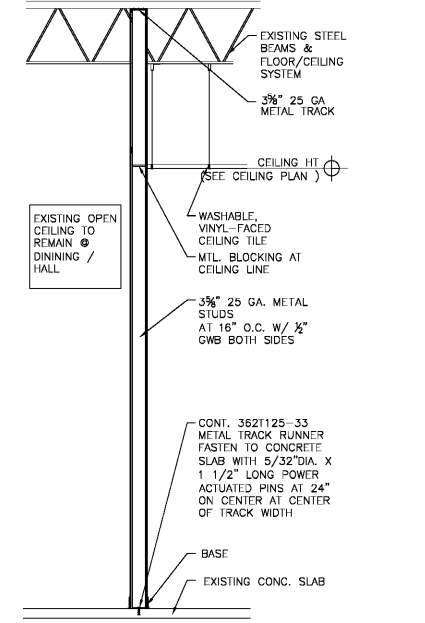 EXISTING STEEL
BEAMS &
FLOOR/CEILING
SYSTEM
3⅝" 25 GA
METAL TRACK
CEILING HT
(SEE CEILING PLAN )
EXISTING OPEN
CEILING TO
REMAIN @
DININING /
HALL
WASHABLE,
VINYL-FACED
CEILING TILE
MTL. BLOCKING AT
CEILING LINE
3⅝" 25 GA. METAL
STUDS
AT 16" O.C. W/ ½"
GWB BOTH SIDES
CONT. 362T125-33
METAL TRACK RUNNER
FASTEN TO CONCRETE
SLAB WITH 5/32"DIA. X
1 1/2" LONG POWER
ACTUATED PINS AT 24"
ON CENTER AT CENTER
OF TRACK WIDTH
BASE
EXISTING CONC. SLAB